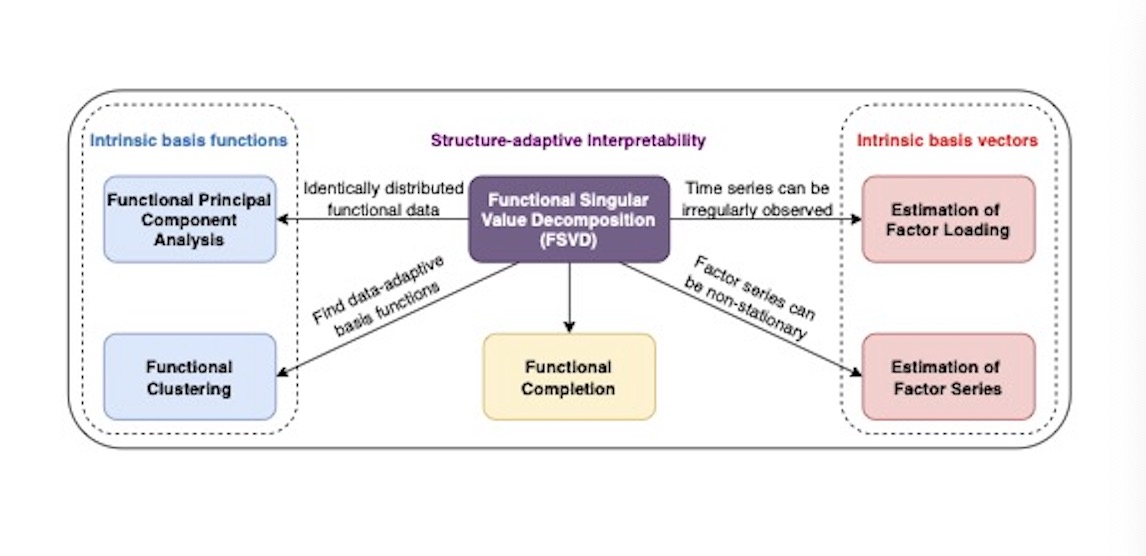 Intrinsic basis functions
Structure-adaptive Interpretability
Intrinsic basis vectors
Functional Principal
Component
Analysis
Identically distributed
functional data
Functional Singular
Value Decomposition
(FSVD)
Time series can be
irregularly observed
Estimation of
Factor Loading
Find data-adaptive
basis functions
Factor series can
be non-stationary
Functional
Clustering
Functional
Completion
Estimation of
Factor Series